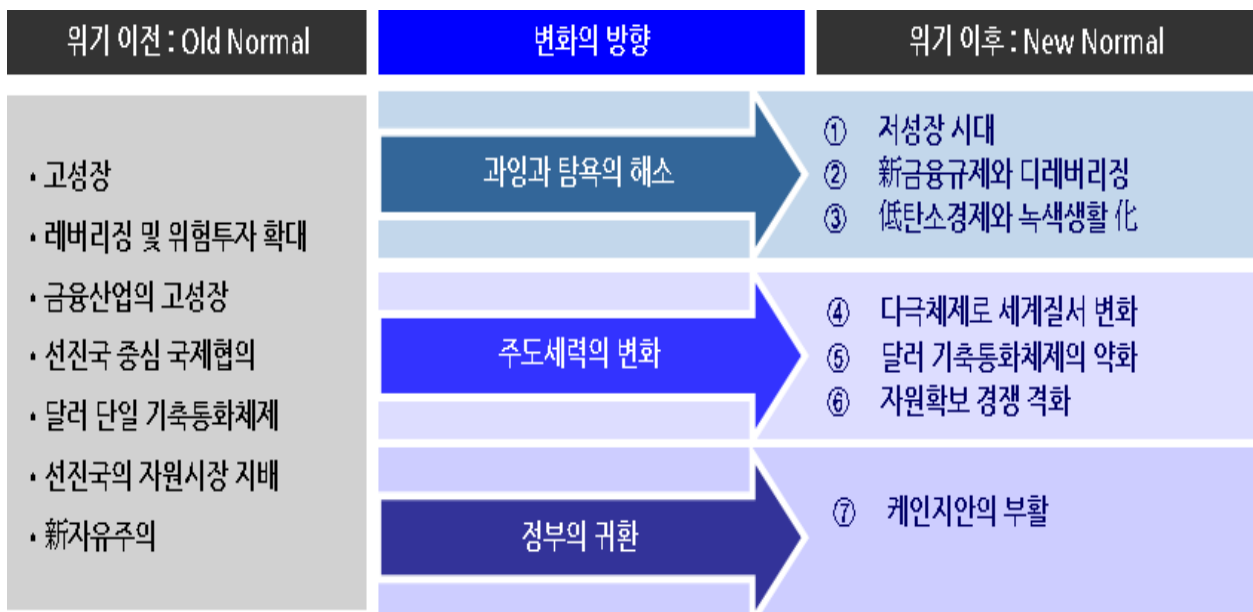 위기 이전 : Old Normal
변화의 방향
위기 이후 : New Normal
• 고성장
• 레버리징 및 위험투자 확대
• 금융산업의 고성장
• 선진국 중심 국제협의
• 달러 단일 기축통화체제
• 선진국의 자원시장 지배
• 新자유주의
과잉과 탐욕의 해소
① 저성장 시대
② 新금융규제와 디레버리징
③ 低탄소경제와 녹색생활 化
주도세력의 변화
④ 다극체제로 세계질서 변화
⑤ 달러 기축통화체제의 약화
⑥ 자원확보 경쟁 격화
정부의 귀환
⑦ 케인지안의 부활